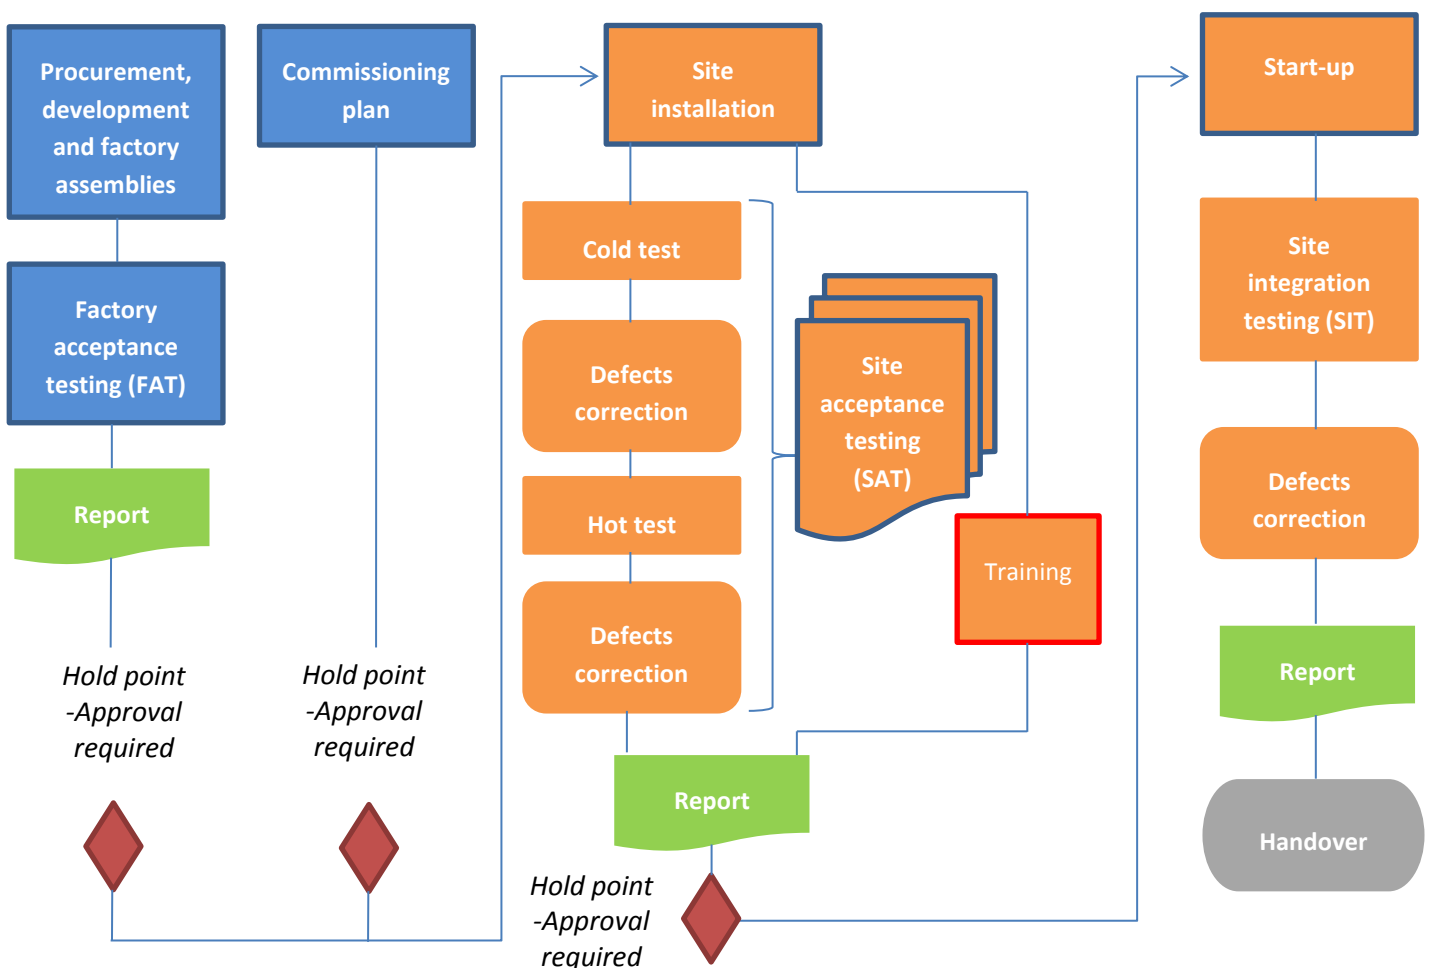 Procurement,
development
and factory
assemblies
Factory
acceptance
testing (FAT)
Report
Hold point
-Approval
required
Commissioning
plan
Hold point
-Approval
required
Site
installation
Cold test
Defects
correction
Hot test
Defects
correction
Site
acceptance
testing
(SAT)
Training
Report
Hold point
-Approval
required
Start-up
Site
integration
testing (SIT)
Defects
correction
Report
Handover